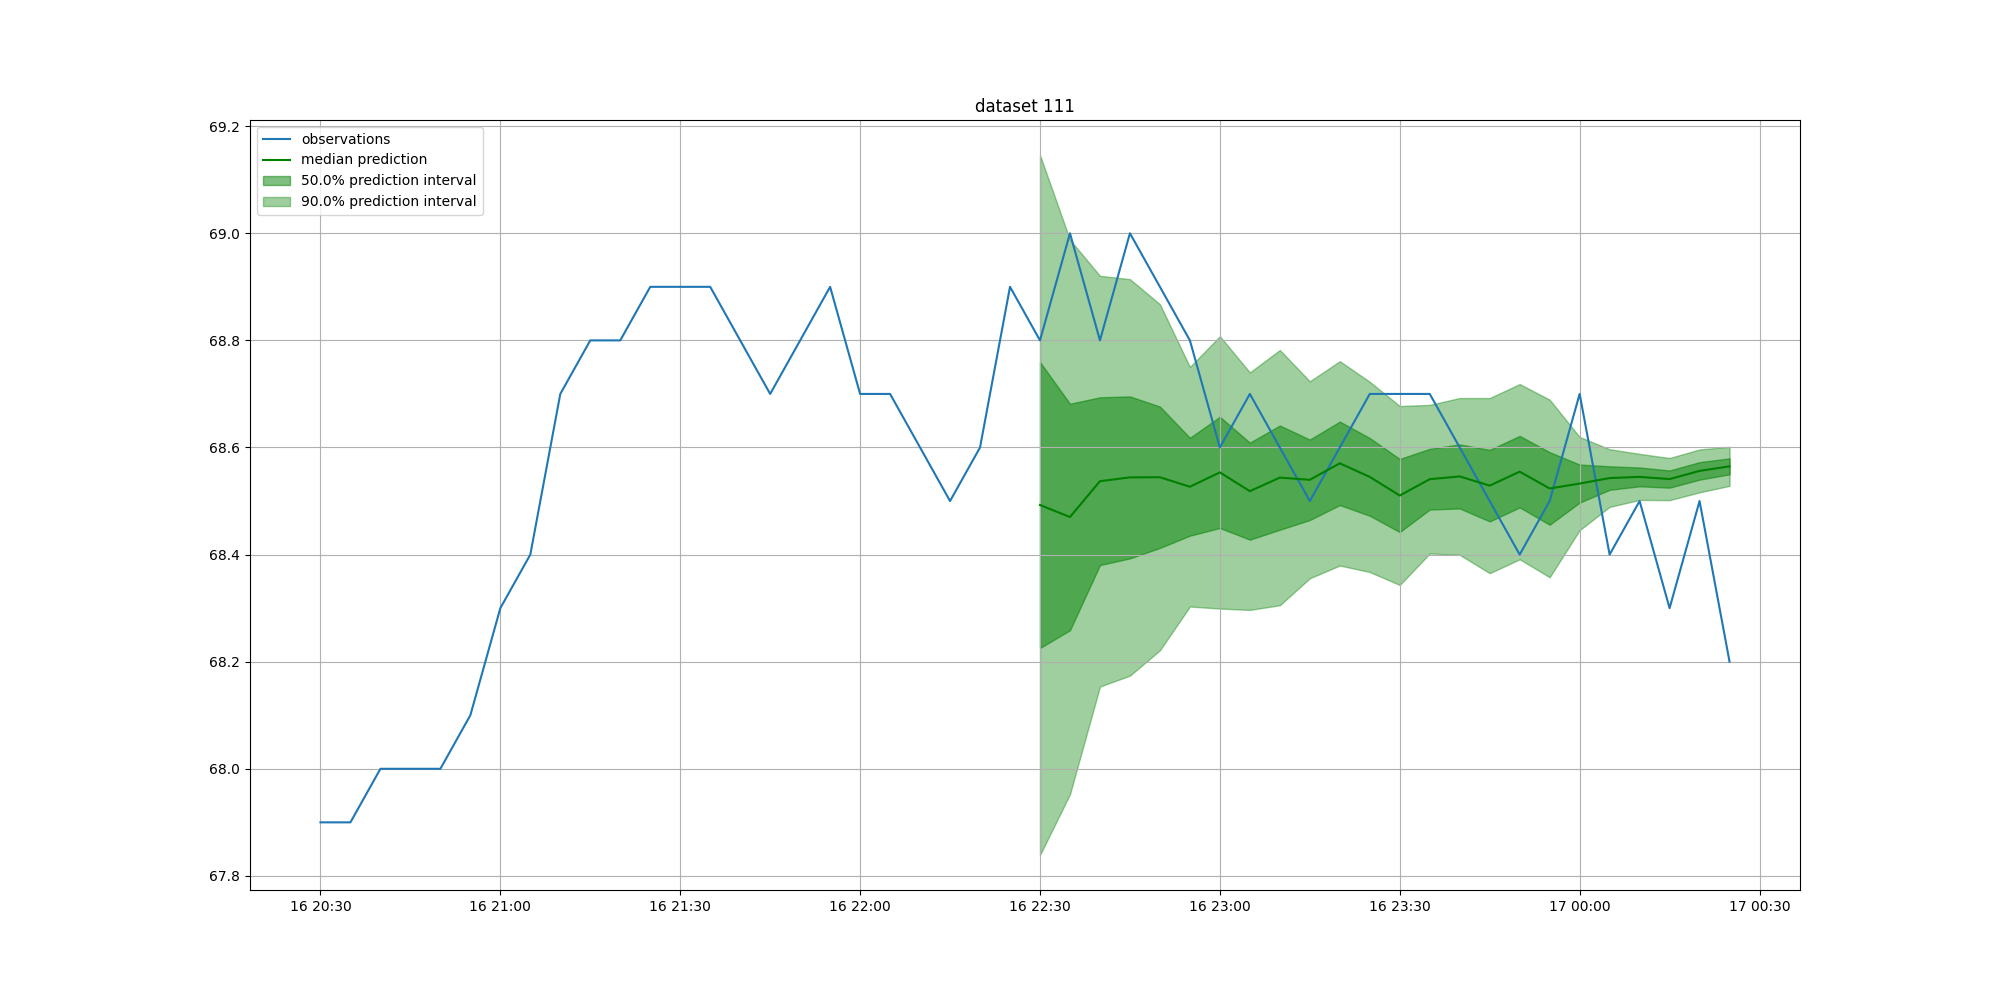 dataset 111
observations
median prediction
50.0% prediction interval
90.0% prediction interval
69.2
69.0
68.8
68.6
68.4
68.2
68.0
67.8
16 20:30 16 21:00 16 21:30 16 22:00 16 22:30 16 23:00 16 23:30 17 00:00 17 00:30